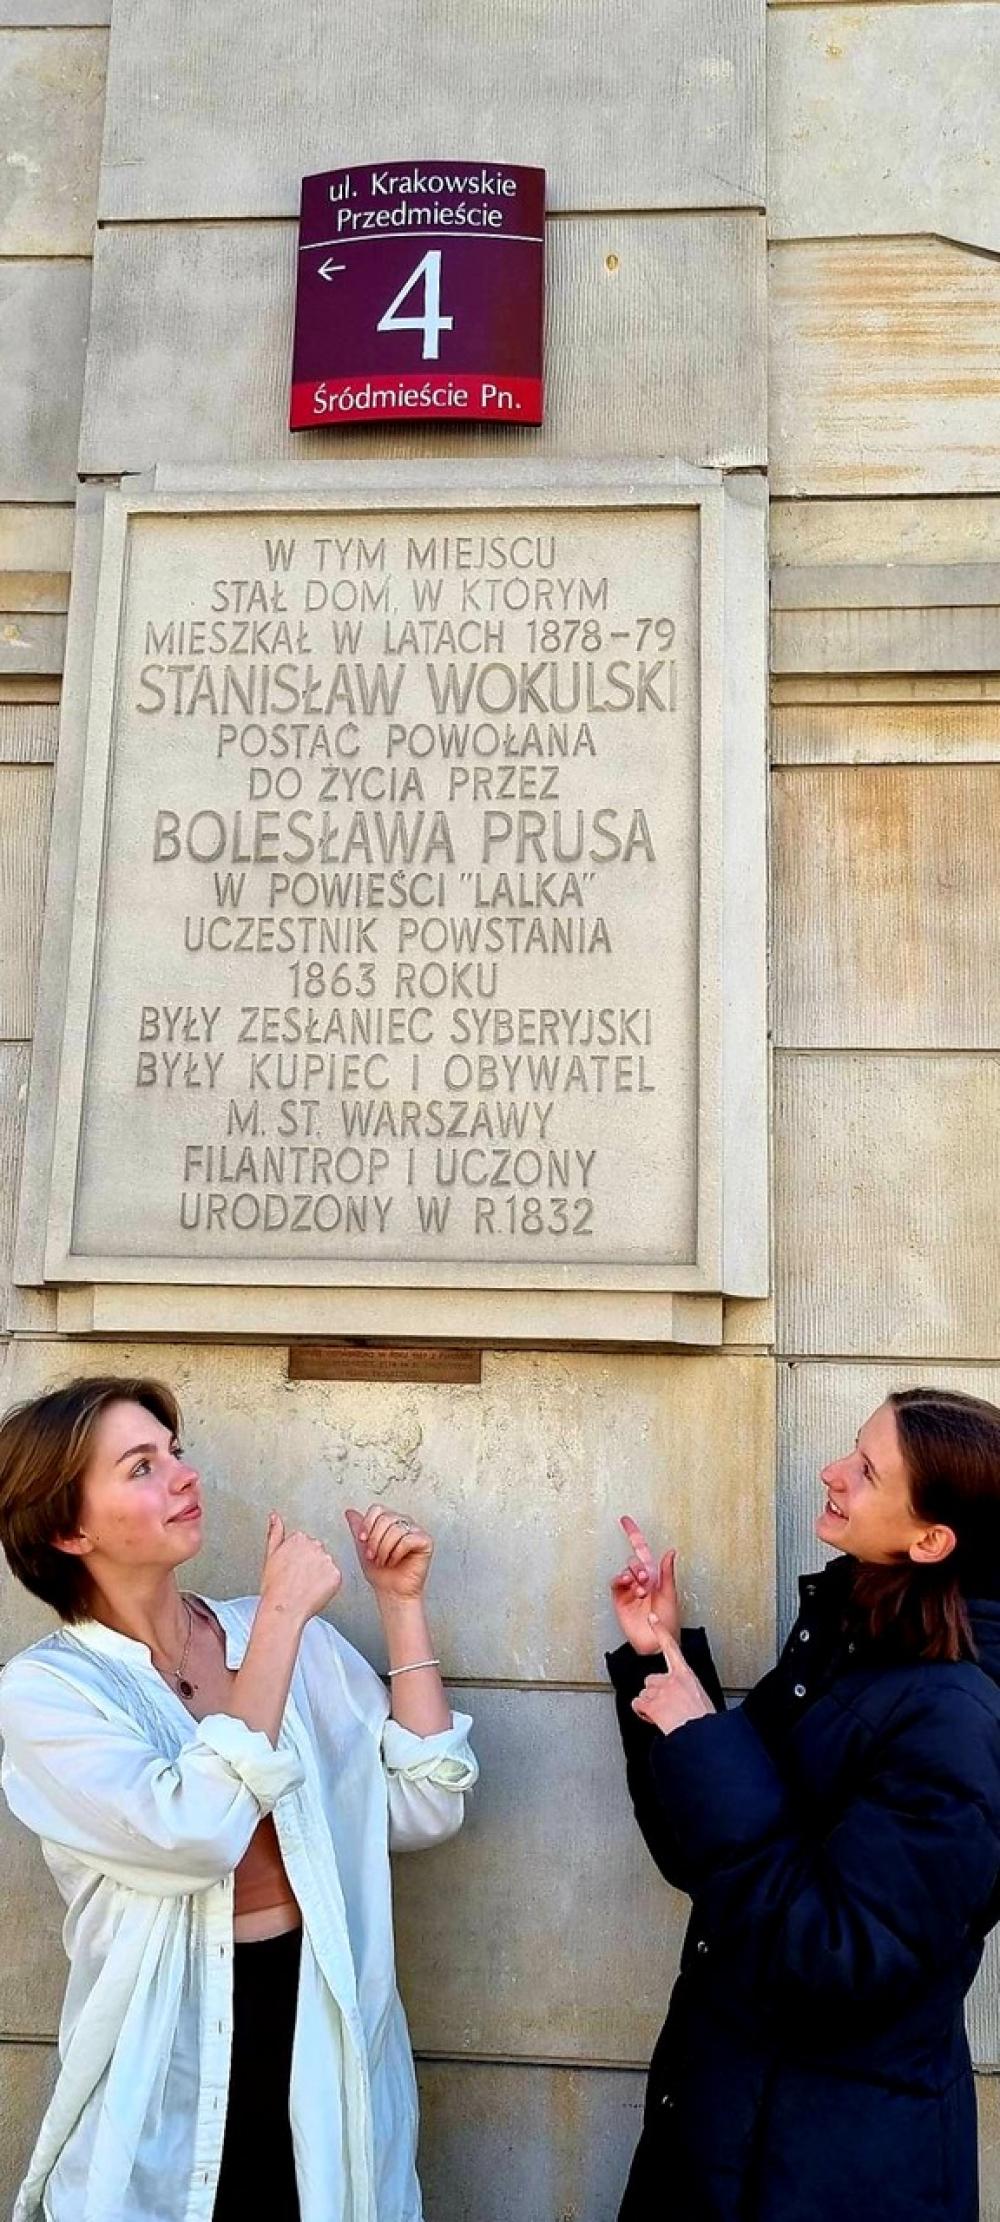 ul. Krakowskie
Przedmieście
← 4
Śródmieście Pn.
W TYM MIEJSCU
STAŁ DOM, W KTÓRYM
MIESZKAŁ W LATACH 1878-79
STANISŁAW WOKULSKI
POSTAĆ POWOŁANA
DO ŻYCIA PRZEZ
BOLESŁAWA PRUSA
W POWIEŚCI "LALKA"
UCZESTNIK POWSTANIA
1863 ROKU
BYŁY ZESŁANIEC SYBERYJSKI
BYŁY KUPIEC I OBYWATEL
M. ST. WARSZAWY
FILANTROP I UCZONY
URODZONY W R.1832